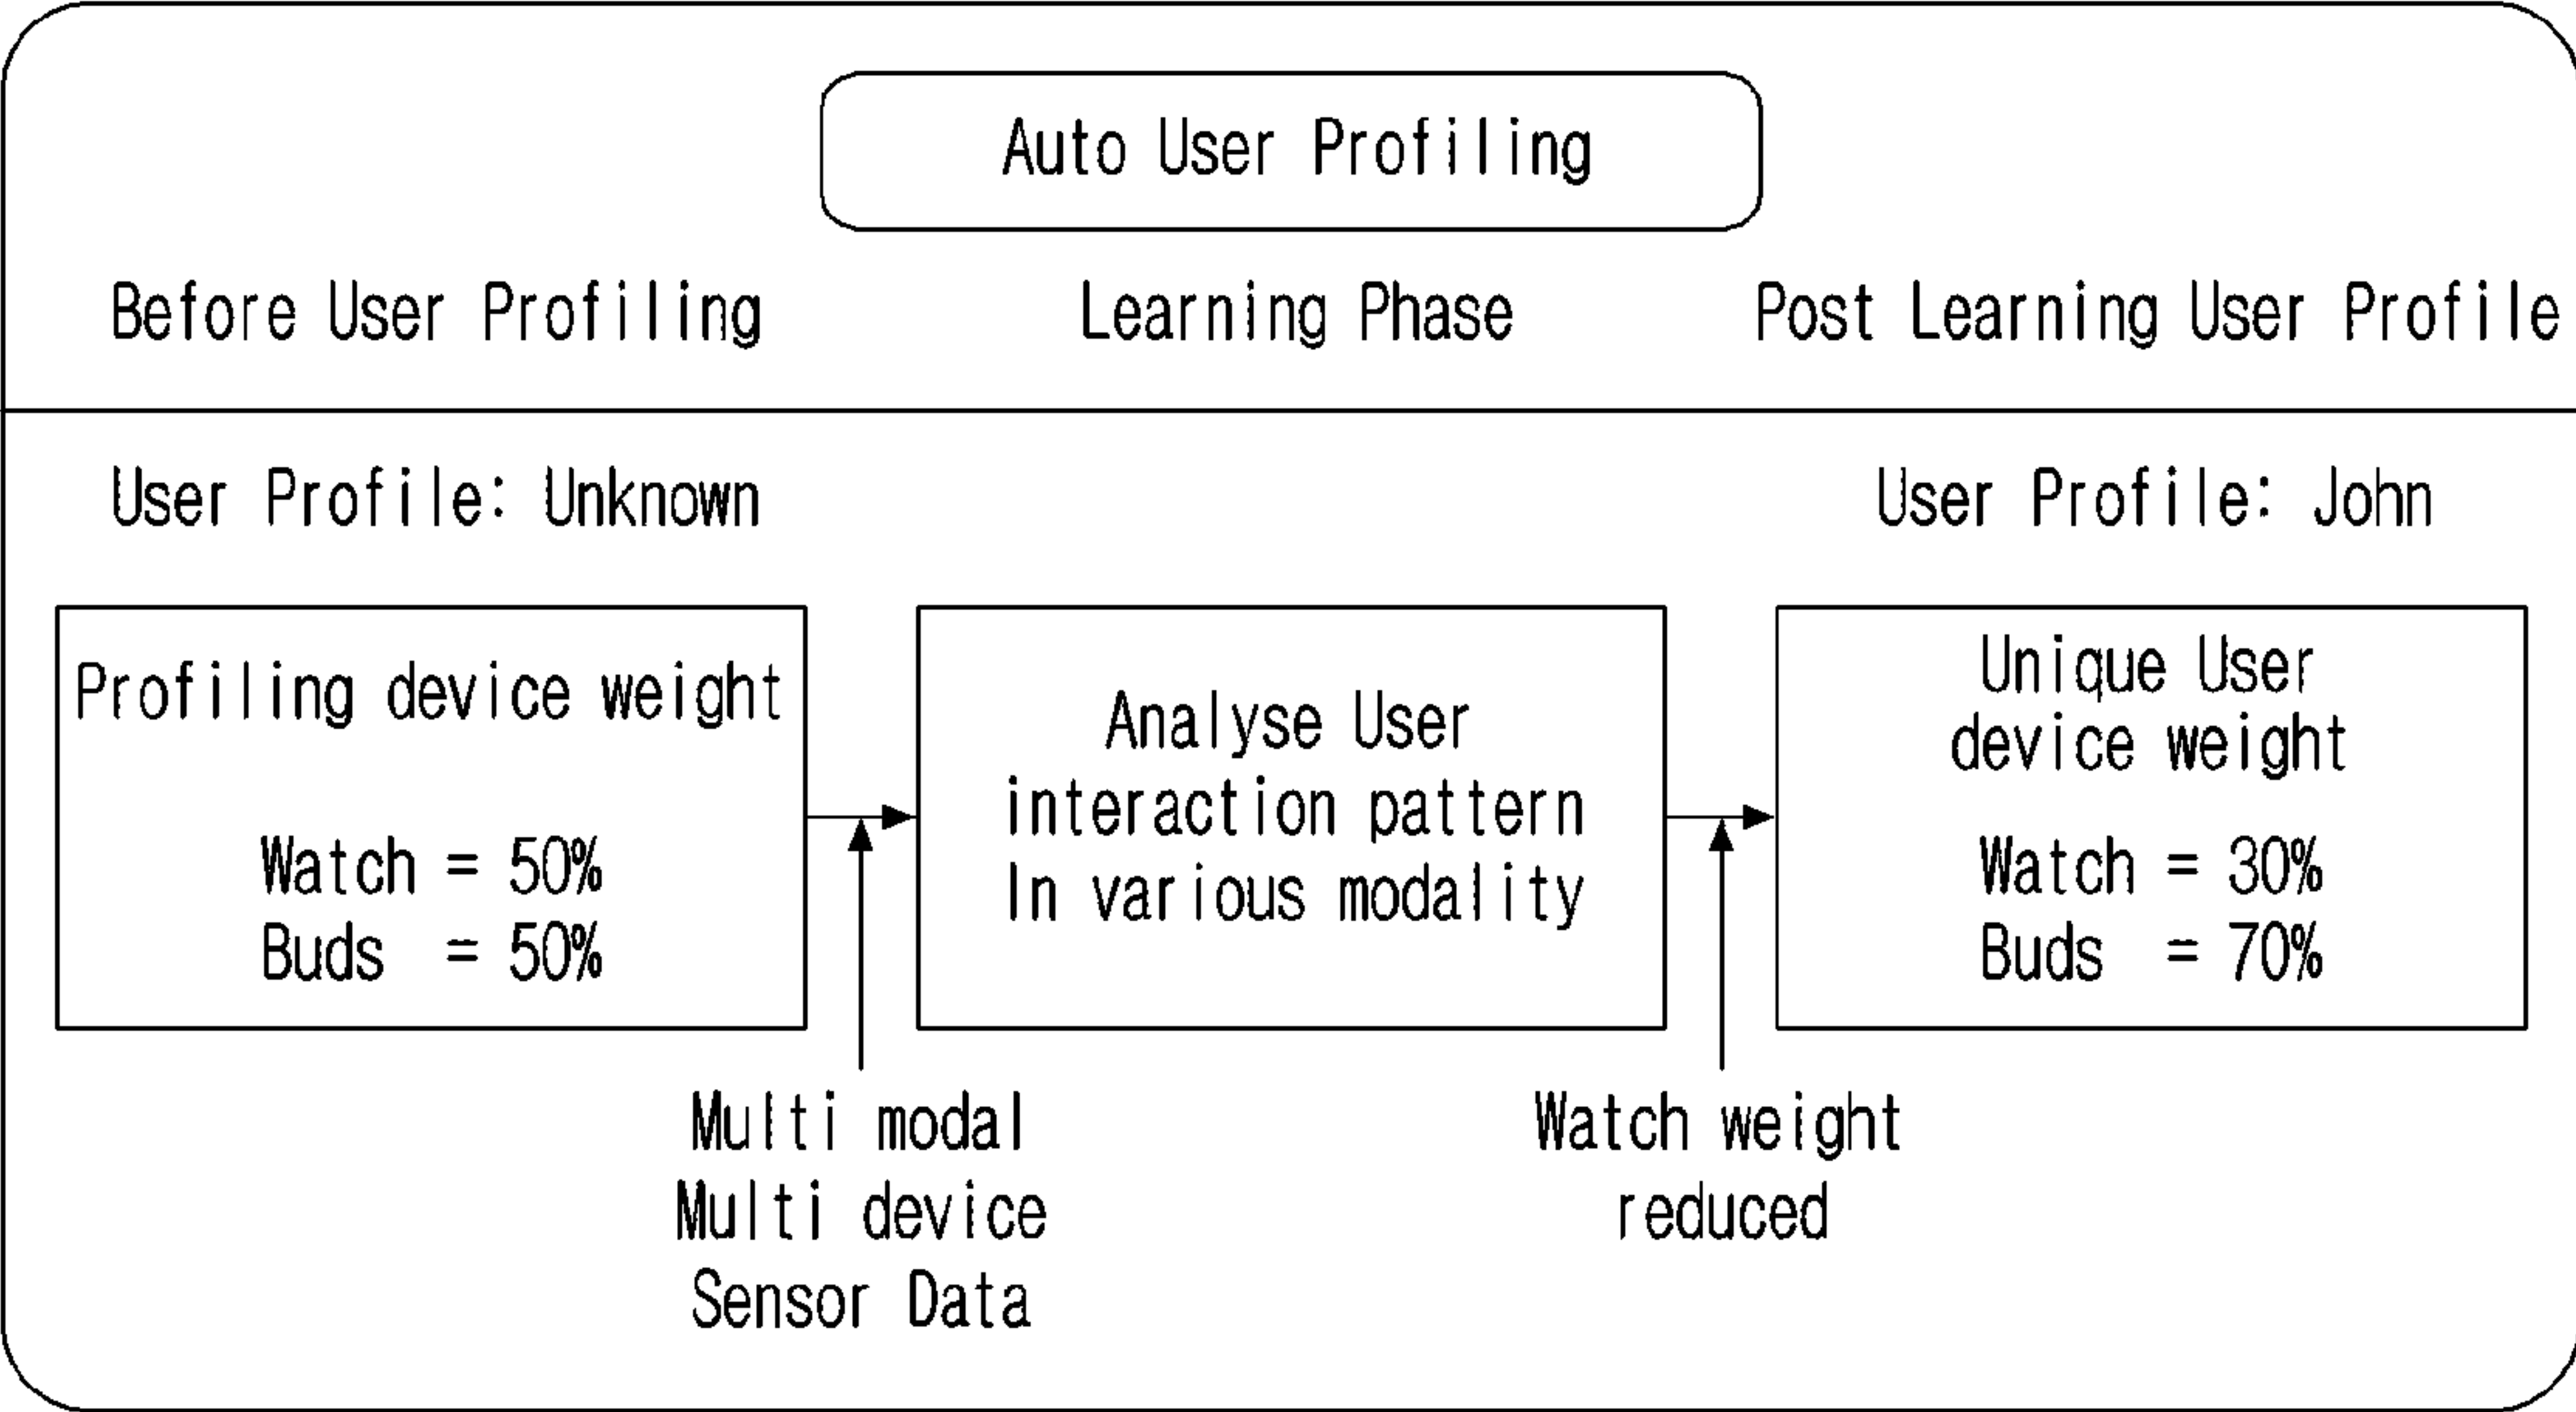 Auto User Profiling
Before User Profiling
Learning Phase
Post Learning User Profile
User Profile: Unknown
User Profile: John
Profiling device weight
Watch = 50%
Buds = 50%
Analyse User
interaction pattern
In various modality
Unique User
device weight
Watch = 30%
Buds = 70%
Multi modal
Multi device
Sensor Data
Watch weight
reduced